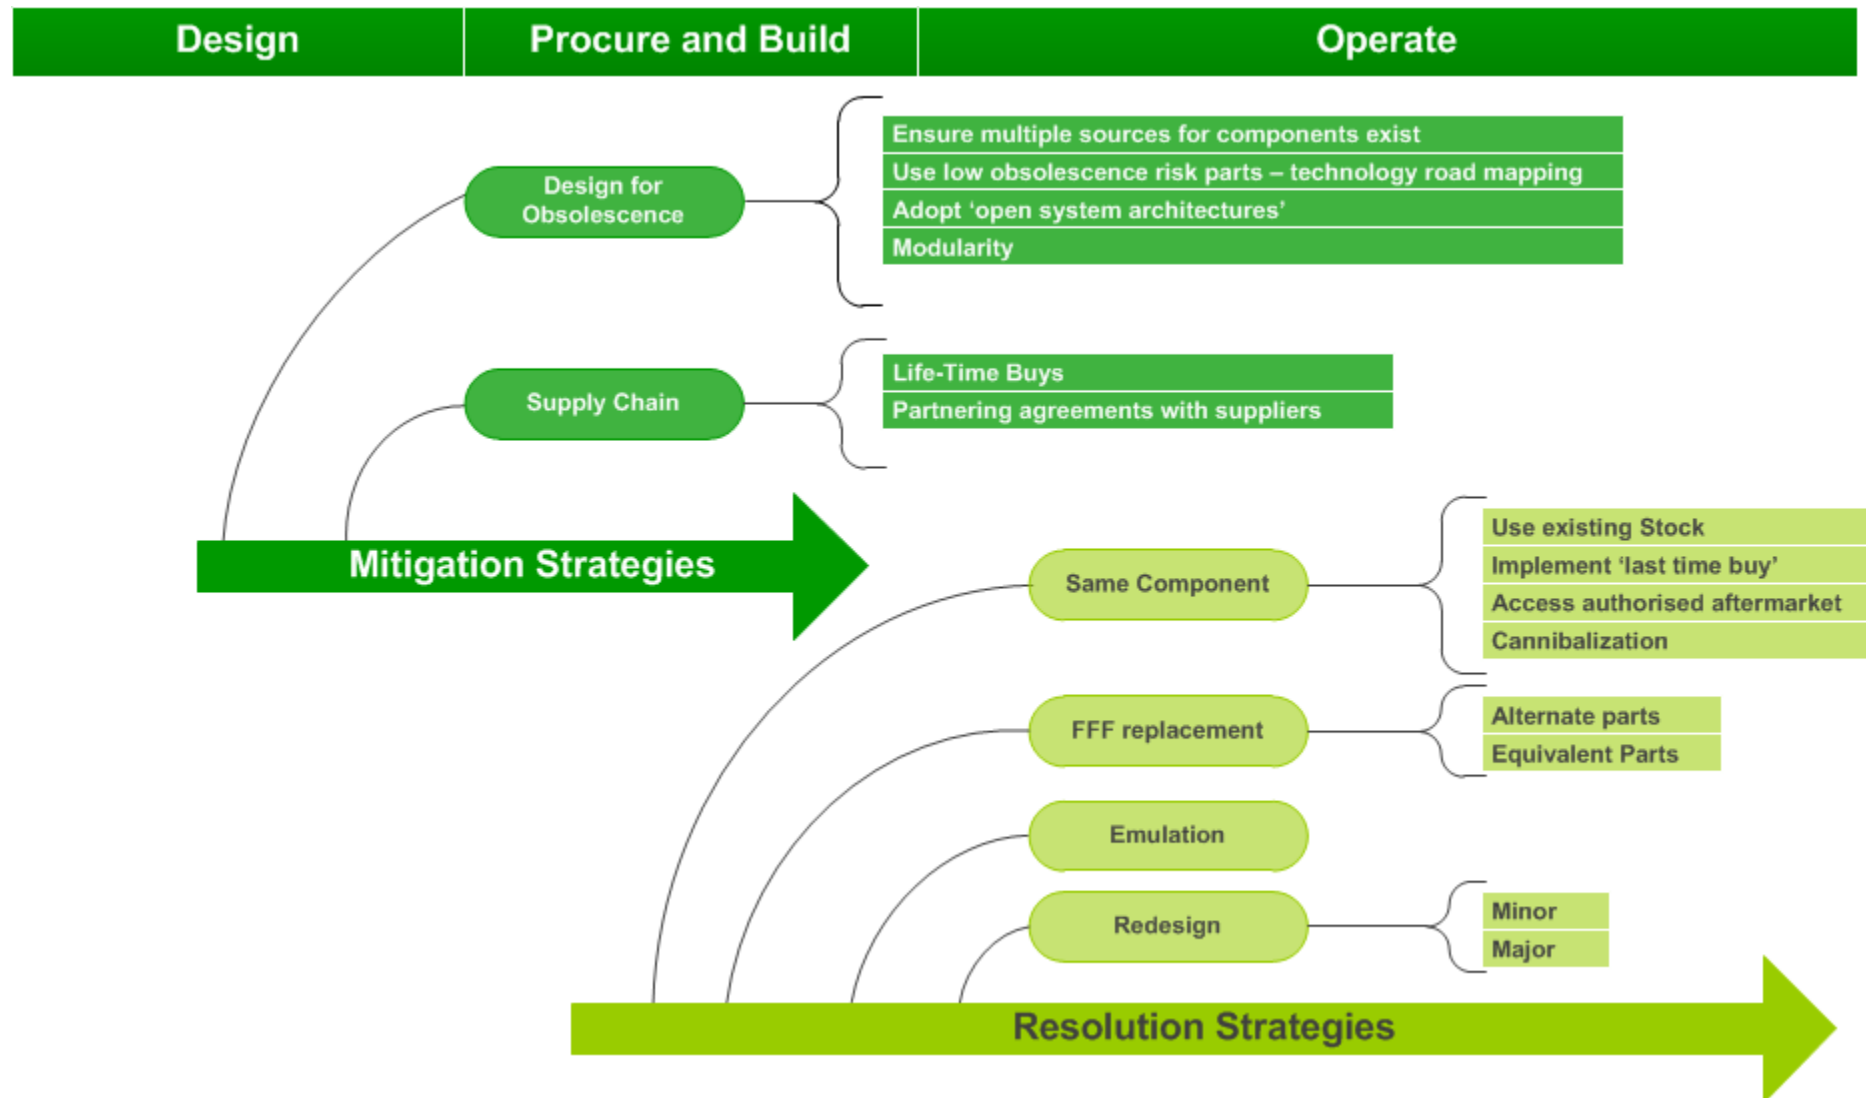 Design
Procure and Build
Operate
Design for
Obsolescence
Ensure multiple sources for components exist
Use low obsolescence risk parts – technology road mapping
Adopt ‘open system architectures’
Modularity
Supply Chain
Life-Time Buys
Partnering agreements with suppliers
Mitigation Strategies
Same Component
Use existing Stock
Implement ‘last time buy’
Access authorised aftermarket
Cannibalization
FFF replacement
Alternate parts
Equivalent Parts
Emulation
Redesign
Minor
Major
Resolution Strategies